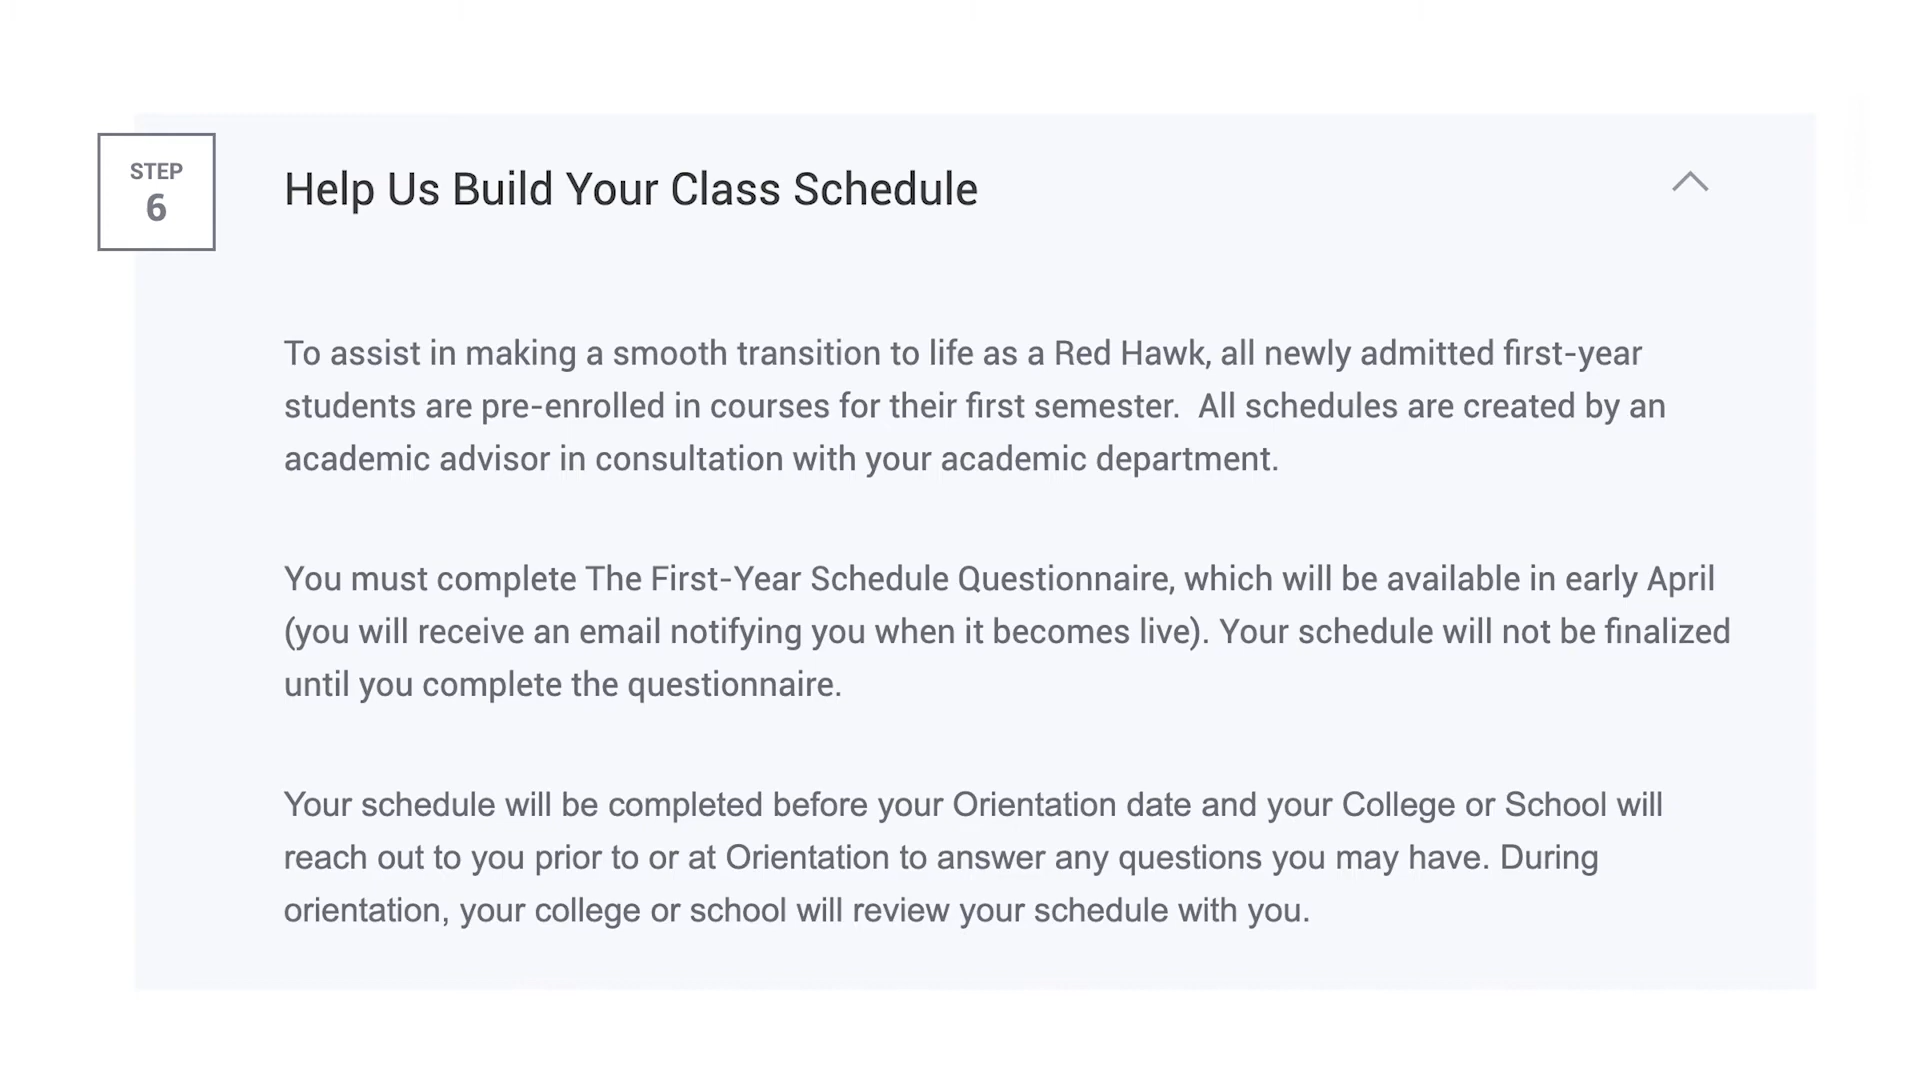 STEP
6
Help Us Build Your Class Schedule
To assist in making a smooth transition to life as a Red Hawk, all newly admitted first-year
students are pre-enrolled in courses for their first semester.  All schedules are created by an
academic advisor in consultation with your academic department.
You must complete The First-Year Schedule Questionnaire, which will be available in early April
(you will receive an email notifying you when it becomes live). Your schedule will not be finalized
until you complete the questionnaire.
Your schedule will be completed before your Orientation date and your College or School will
reach out to you prior to or at Orientation to answer any questions you may have. During
orientation, your college or school will review your schedule with you.